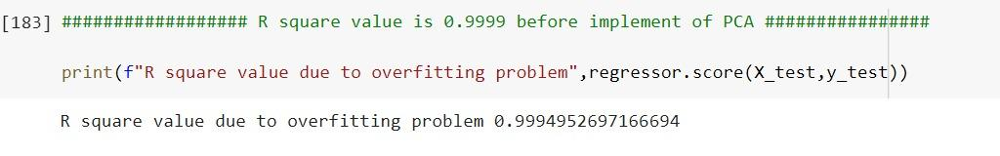 [183] ################## R square value is 0.9999 before implement of PCA ################
print(f"R square value due to overfitting problem",regressor.score(X_test,y_test))
R square value due to overfitting problem 0.9994952697166694